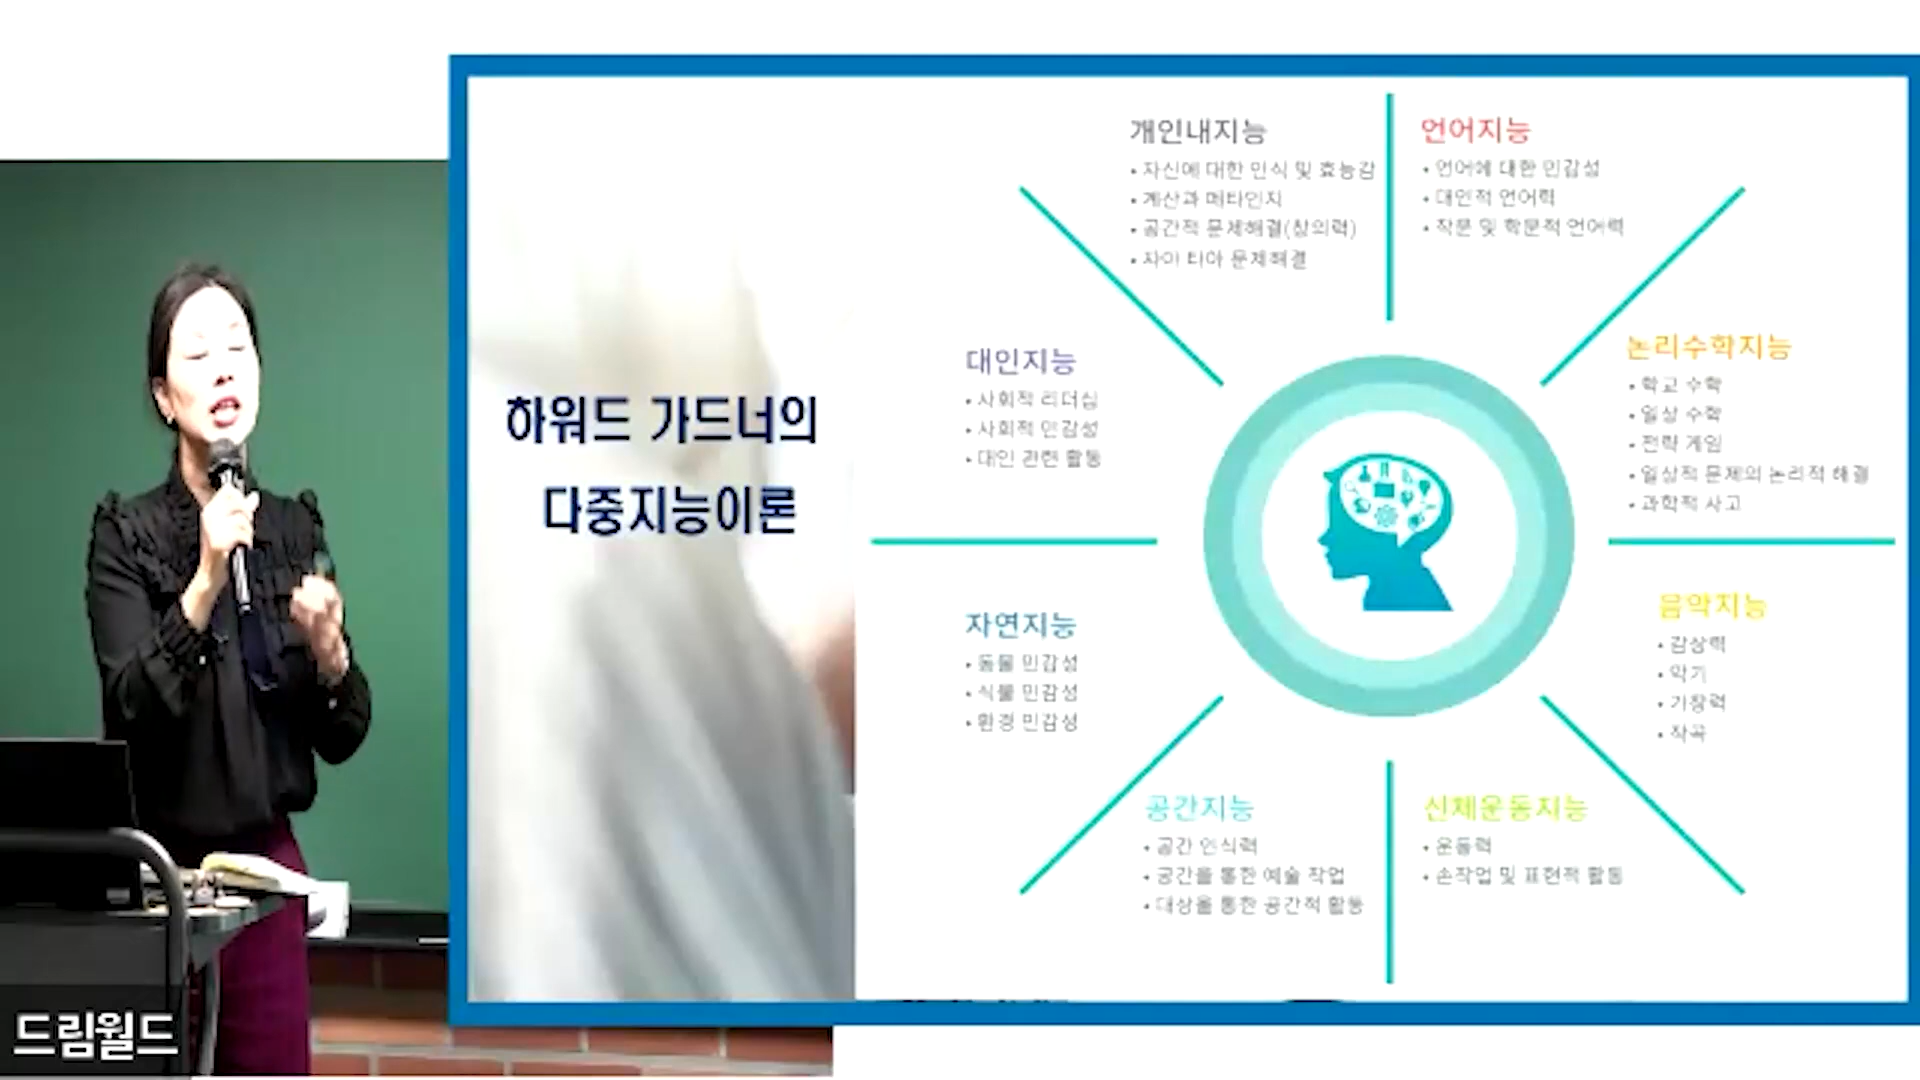 하워드 가드너의
다중지능이론
개인내지능
• 자신에 대한 인식 및 효능감
• 계산과 메타인지
• 공간적 문제해결(창의력)
• 자아 타아 문제해결
언어지능
• 언어에 대한 민감성
• 대인적 언어력
• 작문 및 학문적 언어력
논리수학지능
• 학교 수학
• 일상 수학
• 전략 게임
• 일상적 문제의 논리적 해결
• 과학적 사고
음악지능
• 감상력
• 악기
• 가창력
• 작곡
신체운동지능
• 운동력
• 손작업 및 표현적 활동
공간지능
• 공간 인식력
• 공간을 통한 예술 작업
• 대상을 통한 공간적 활동
자연지능
• 동물 민감성
• 식물 민감성
• 환경 민감성
대인지능
• 사회적 리더십
• 사회적 민감성
• 대인 관련 활동
드림월드